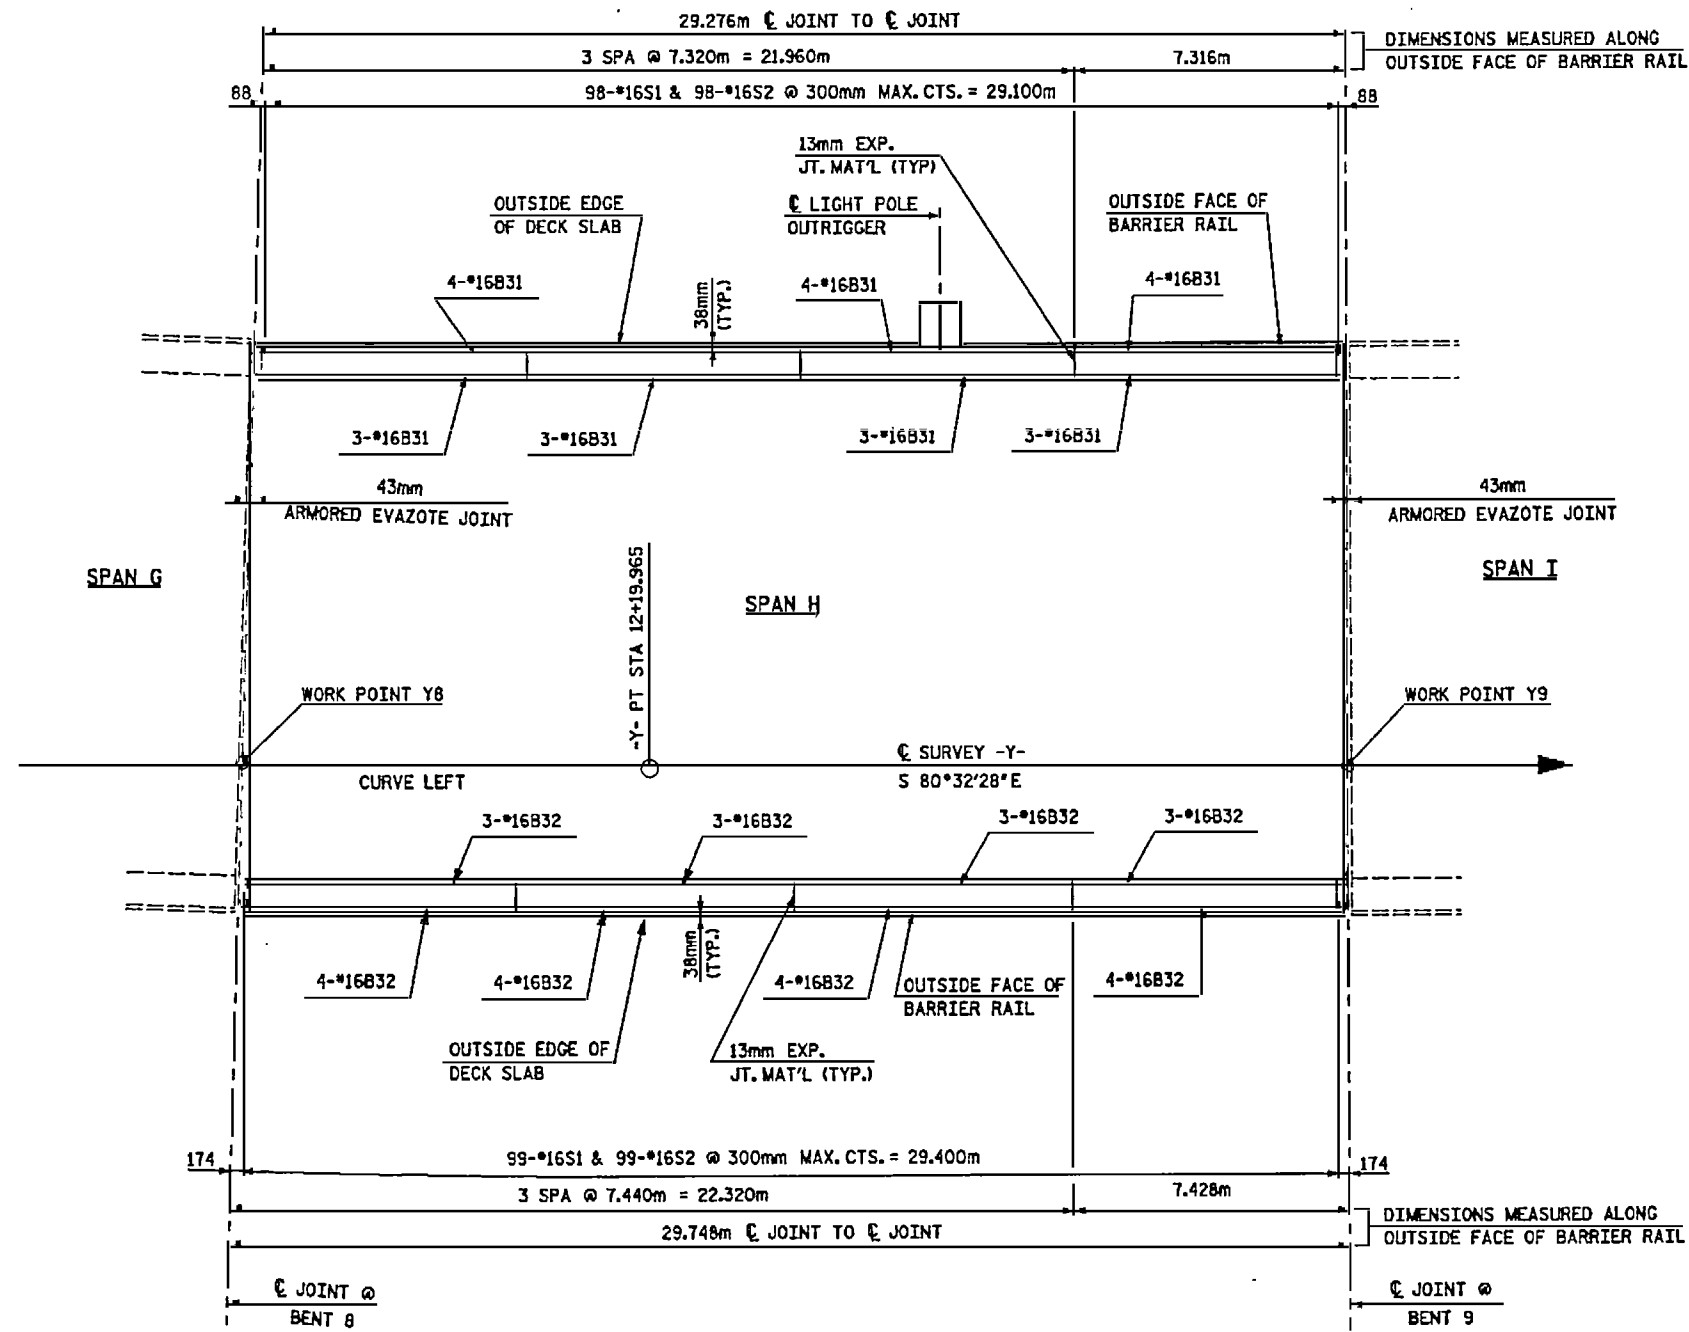 29.276m ℄ JOINT TO ℄ JOINT
DIMENSIONS MEASURED ALONG
OUTSIDE FACE OF BARRIER RAIL
3 SPA @ 7.320m = 21.960m
7.316m
88
98-#16S1 & 98-#16S2 @ 300mm MAX. CTS. = 29.100m
88
13mm EXP.
JT. MAT'L (TYP)
OUTSIDE EDGE
OF DECK SLAB
℄ LIGHT POLE
OUTRIGGER
OUTSIDE FACE OF
BARRIER RAIL
4-#16B31
38mm
(TYP.)
4-#16B31
4-#16B31
3-#16B31
3-#16B31
3-#16B31
3-#16B31
43mm
ARMORED EVAZOTE JOINT
43mm
ARMORED EVAZOTE JOINT
SPAN G
-Y- PT STA 12+19.965
SPAN H
SPAN I
WORK POINT Y8
WORK POINT Y9
℄ SURVEY -Y-
CURVE LEFT
S 80°32'28"E
3-#16B32
3-#16B32
3-#16B32
3-#16B32
38mm
(TYP.)
4-#16B32
4-#16B32
4-#16B32
OUTSIDE FACE OF
BARRIER RAIL
4-#16B32
OUTSIDE EDGE OF
DECK SLAB
13mm EXP.
JT. MAT'L (TYP.)
174
99-#16S1 & 99-#16S2 @ 300mm MAX. CTS. = 29.400m
174
3 SPA @ 7.440m = 22.320m
7.428m
29.748m ℄ JOINT TO ℄ JOINT
DIMENSIONS MEASURED ALONG
OUTSIDE FACE OF BARRIER RAIL
℄ JOINT @
BENT 8
℄ JOINT @
BENT 9